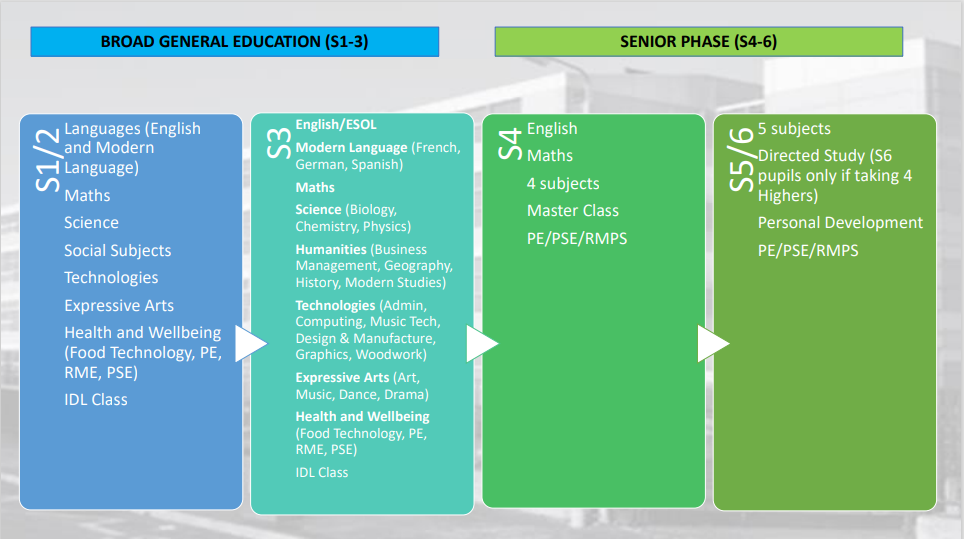 BROAD GENERAL EDUCATION (S1-3)
SENIOR PHASE (S4-6)
S1/2
Languages (English
and Modern
Language)
Maths
Science
Social Subjects
Technologies
Expressive Arts
Health and Wellbeing
(Food Technology, PE,
RME, PSE)
IDL Class
S3
English/ESOL
Modern Language (French,
German, Spanish)
Maths
Science (Biology,
Chemistry, Physics)
Humanities (Business
Management, Geography,
History, Modern Studies)
Technologies (Admin,
Computing, Music Tech,
Design & Manufacture,
Graphics, Woodwork)
Expressive Arts (Art,
Music, Dance, Drama)
Health and Wellbeing
(Food Technology, PE,
RME, PSE)
IDL Class
S4
English
Maths
4 subjects
Master Class
PE/PSE/RMPS
S5/6
5 subjects
Directed Study (S6
pupils only if taking 4
Highers)
Personal Development
PE/PSE/RMPS